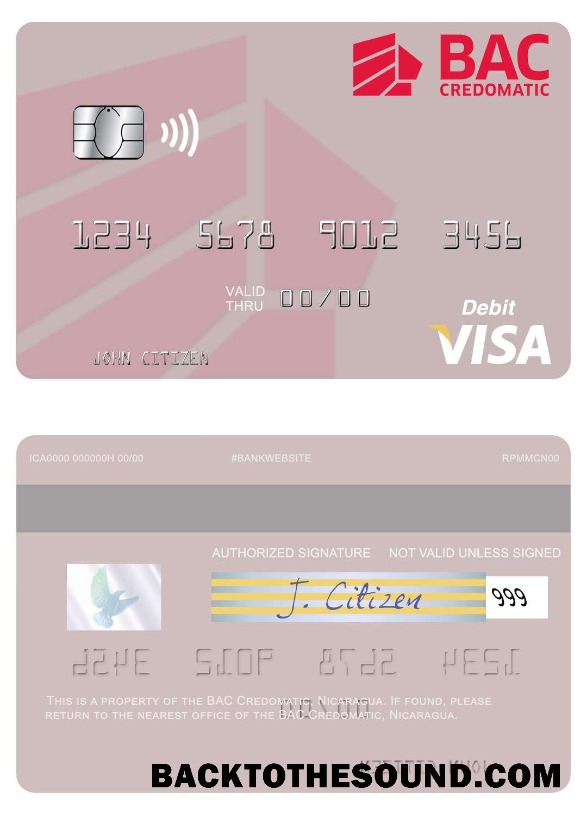 BAC
CREDOMATIC
1234 5678 9012 3456
VALID
THRU 00/00
Debit
VISA
JOHN CITIZEN
ICA0000 000000H 00/00 #BANKWEBSITE RPMMCN00
AUTHORIZED SIGNATURE NOT VALID UNLESS SIGNED
J. Citizen 999
THIS IS A PROPERTY OF THE BAC CREDOMATIC, NICARAGUA. IF FOUND, PLEASE
RETURN TO THE NEAREST OFFICE OF THE BAC CREDOMATIC, NICARAGUA.
BACKTOTHESOUND.COM